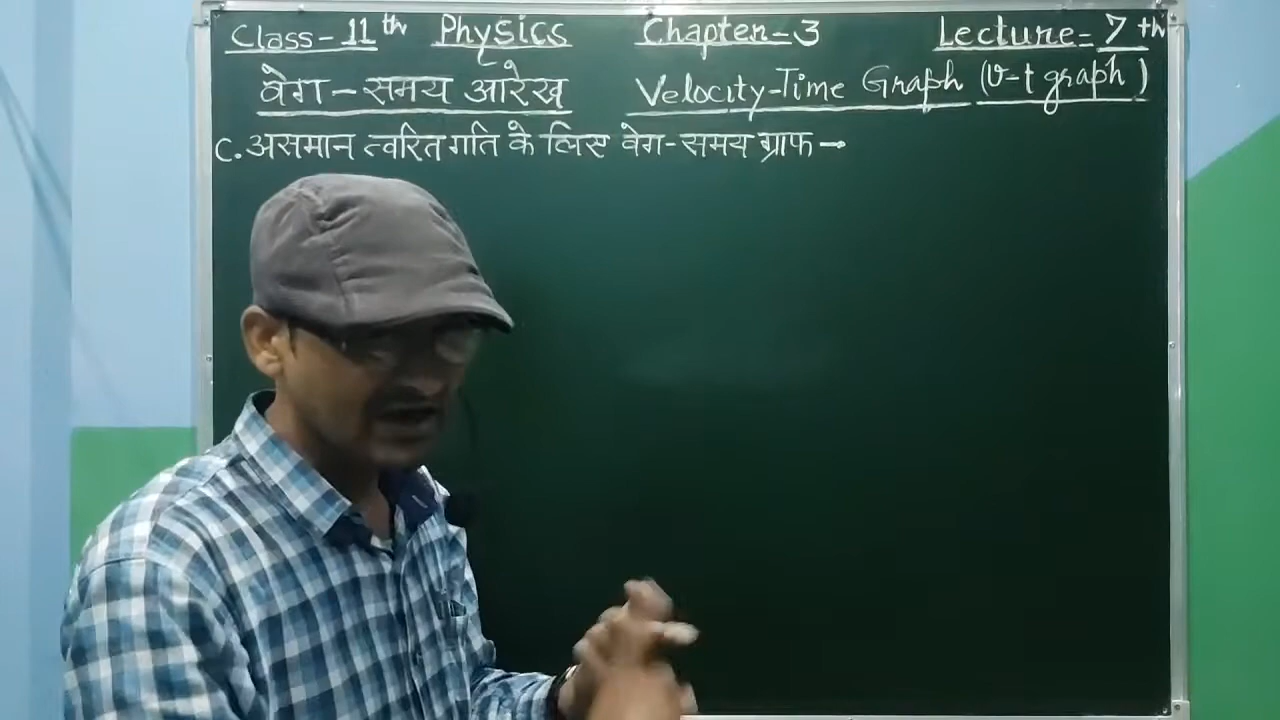 Class-11th Physics Chapter-3 Lecture-7th
वेग-समय आरेख Velocity-Time Graph (v-t graph)
C. असमान त्वरित गति के लिए वेग-समय ग्राफ→